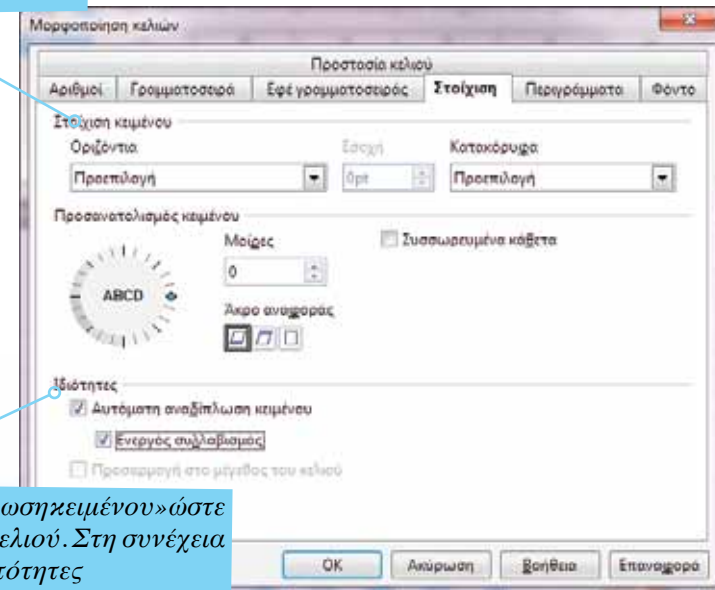 Μορφοποίηση κελιών
Προστασία κελιού
Αριθμοί Γραμματοσειρά Εφέ γραμματοσειράς Στοίχιση Περιγράμματα Φόντο
Στοίχιση κειμένου
Οριζόντια Εσοχή Κατακόρυφα
Προεπιλογή 0pt Προεπιλογή
Προσανατολισμός κειμένου
Μοίρες Συσσωρευμένα κάθετα
ABCD 0
Άκρο αναφοράς
Ιδιότητες
Αυτόματη αναδίπλωση κειμένου
Ενεργός συλλαβισμός
Προσαρμογή στο μέγεθος του κελιού
ωσηκειμένου»ώστε
ελιού.Στη συνέχεια
τότητες
OK Ακύρωση Βοήθεια Επαναφορά